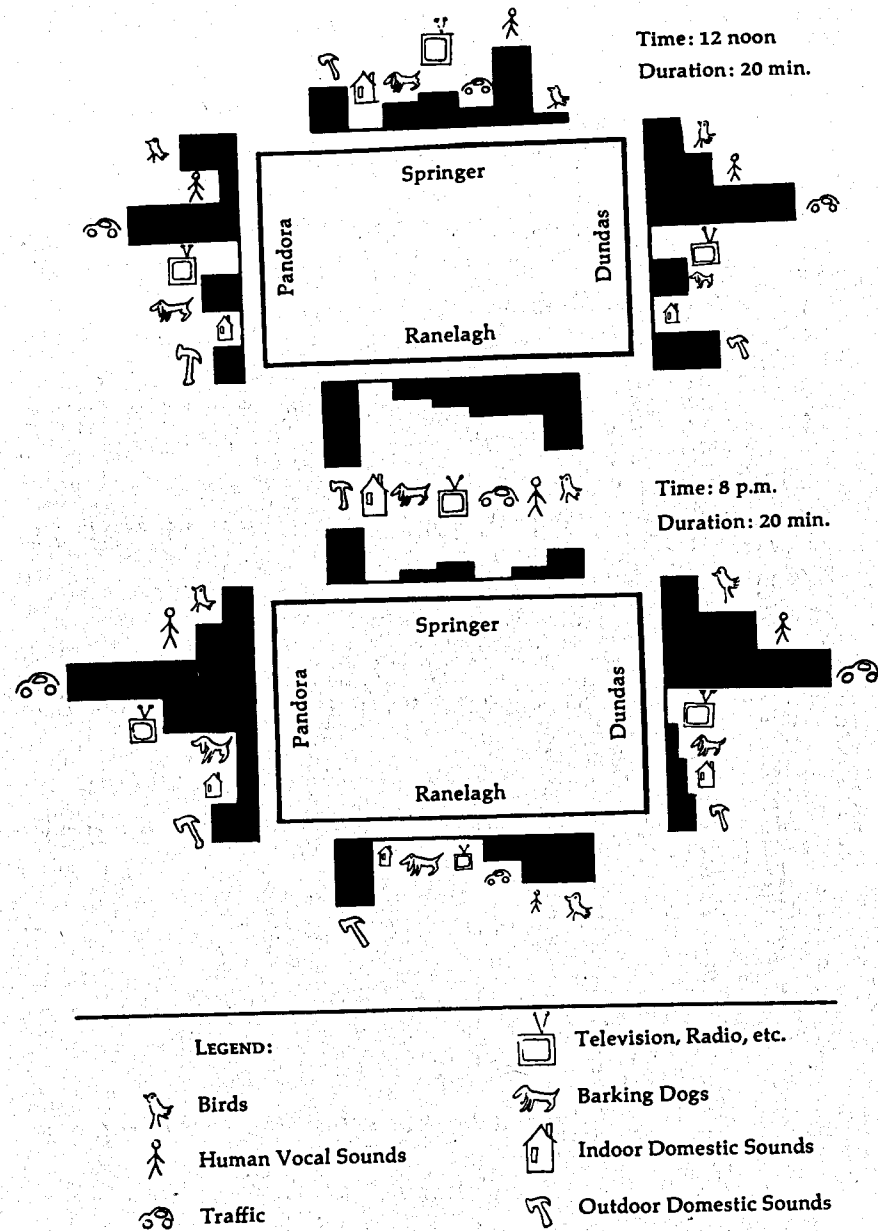 Time: 12 noon
Duration: 20 min.
Springer
Pandora
Dundas
Ranelagh
Time: 8 p.m.
Duration: 20 min.
Springer
Pandora
Dundas
Ranelagh
LEGEND:
Television, Radio, etc.
Birds
Barking Dogs
Human Vocal Sounds
Indoor Domestic Sounds
Traffic
Outdoor Domestic Sounds